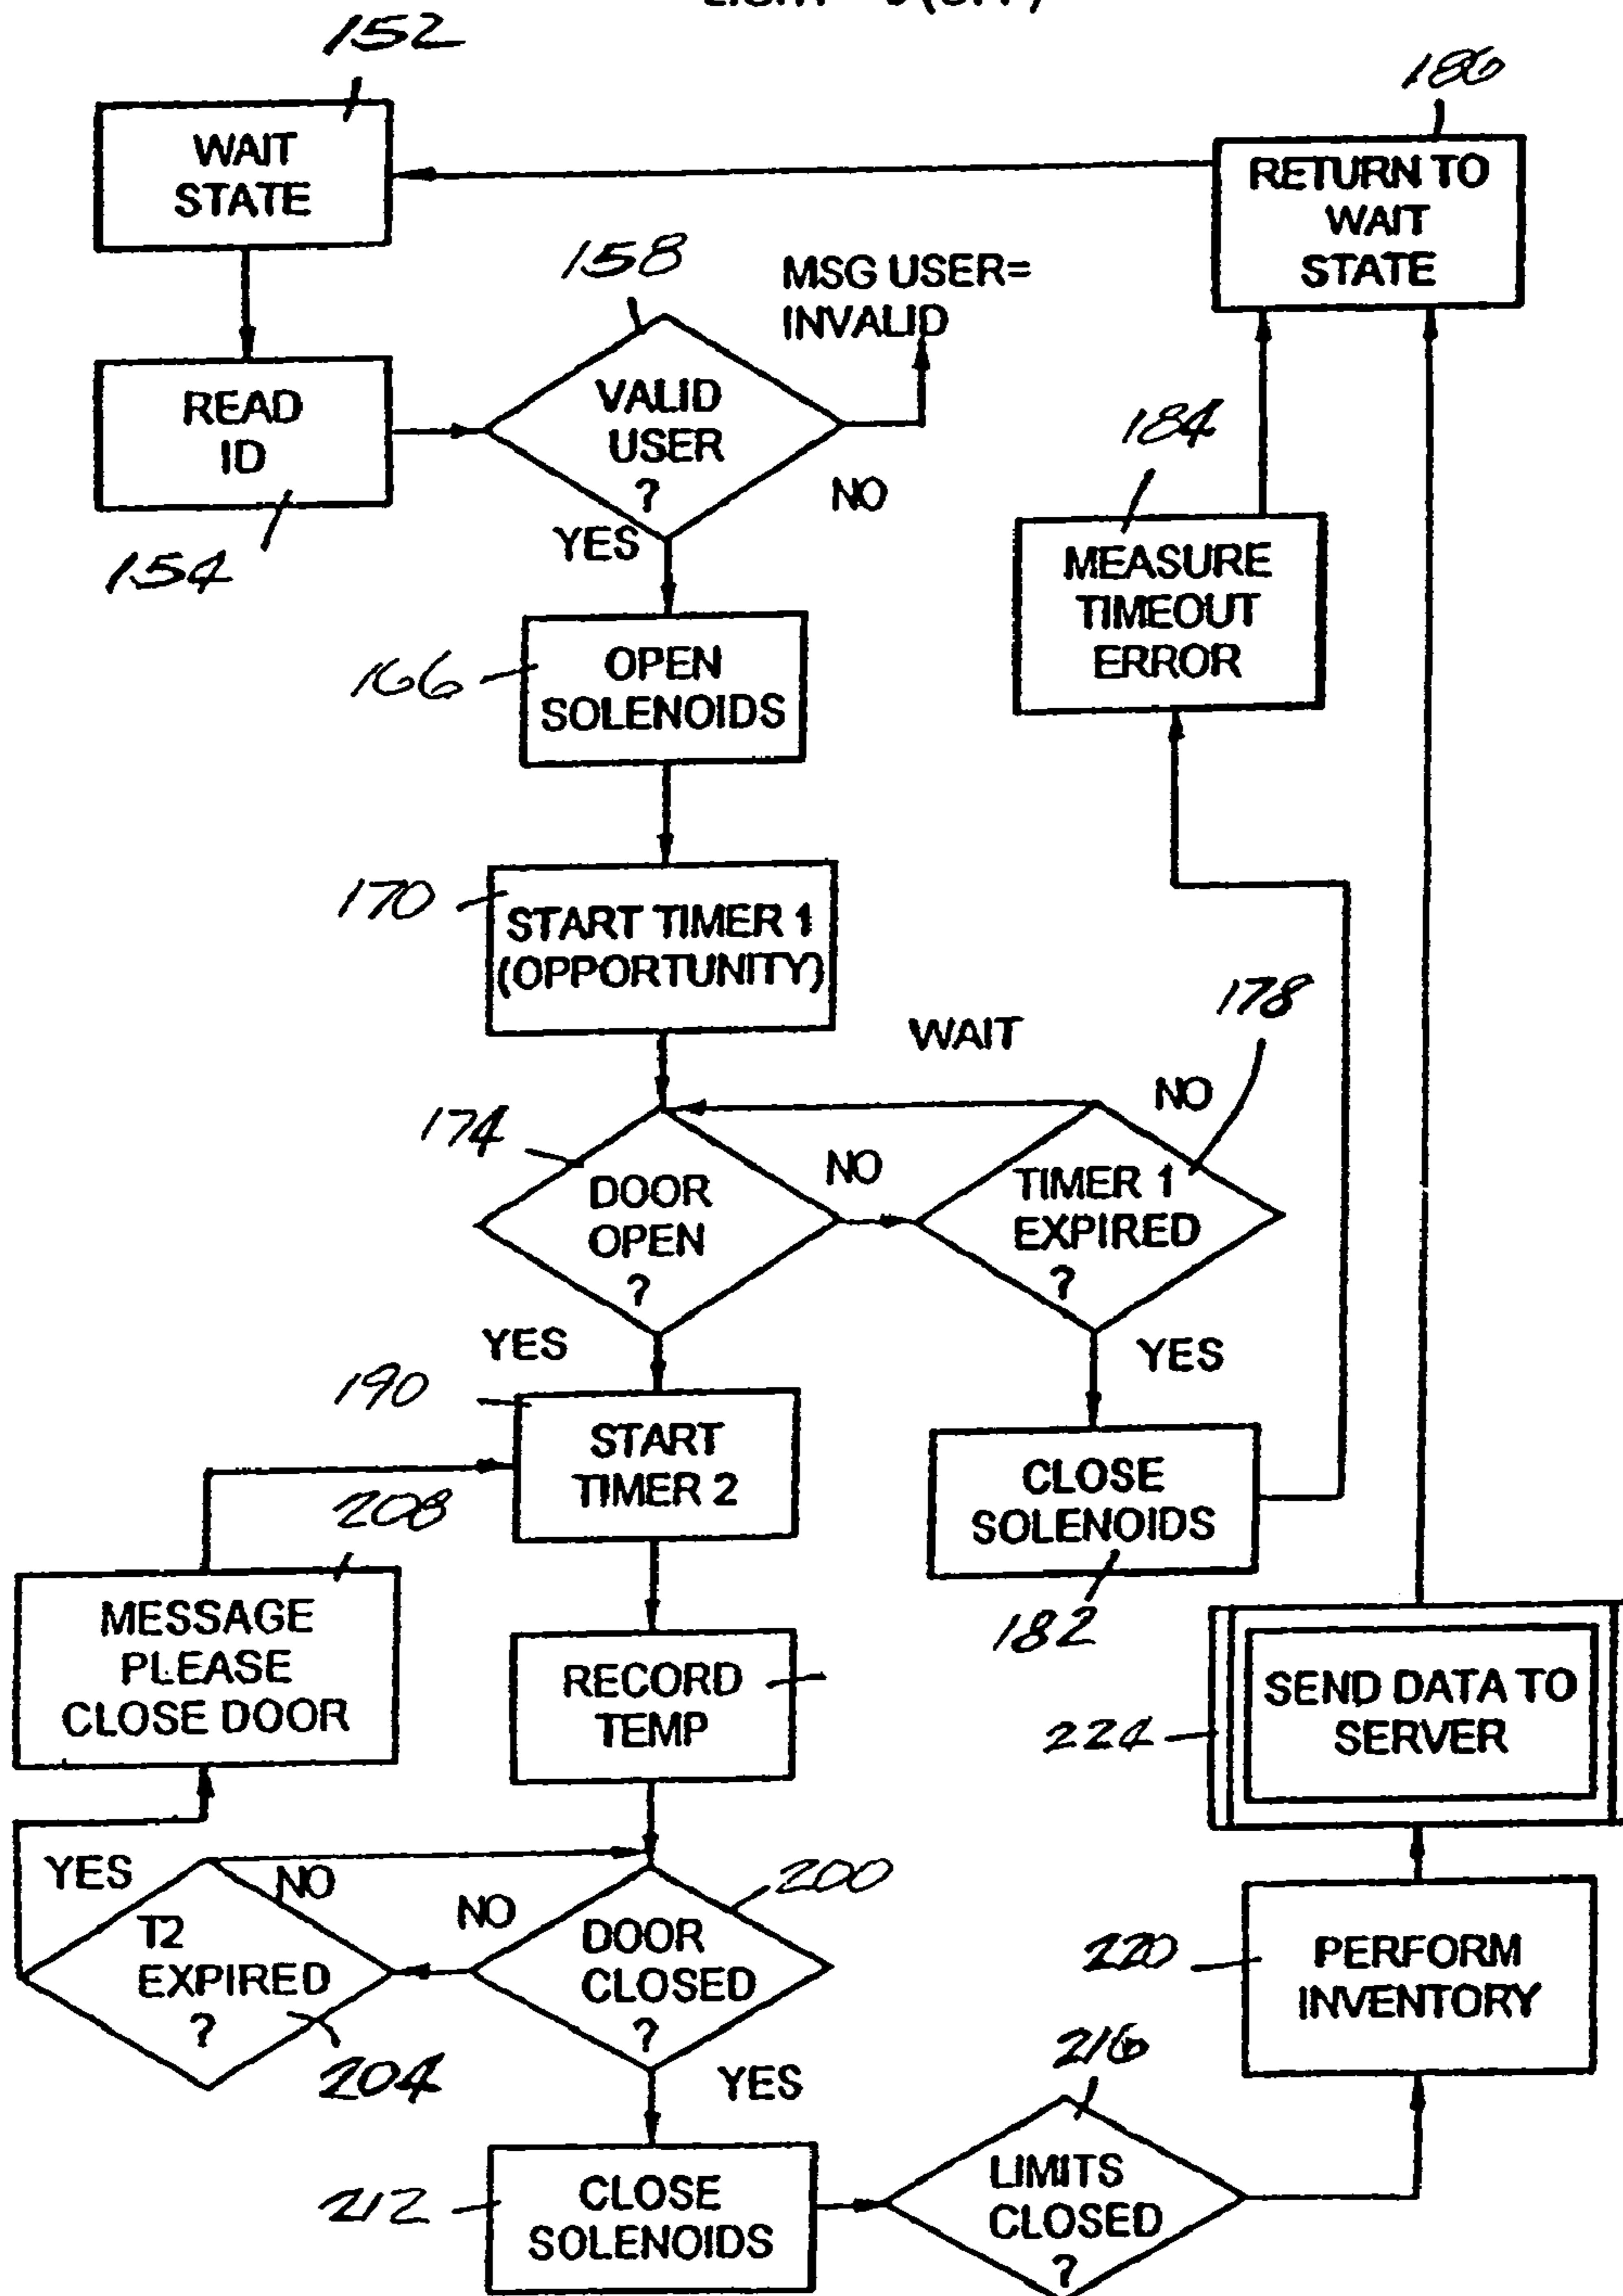 152
186
WAIT
STATE
RETURN TO
WAIT
STATE
158
MSG USER=
INVALID
READ
ID
VALID
USER
?
NO
YES
154
184
MEASURE
TIMEOUT
ERROR
166
OPEN
SOLENOIDS
170
START TIMER 1
(OPPORTUNITY)
WAIT
178
NO
174
DOOR
OPEN
?
NO
TIMER 1
EXPIRED
?
YES
YES
190
START
TIMER 2
CLOSE
SOLENOIDS
182
208
MESSAGE
PLEASE
CLOSE DOOR
RECORD
TEMP
224
SEND DATA TO
SERVER
YES
NO
T2
EXPIRED
?
204
NO
200
DOOR
CLOSED
?
YES
220
PERFORM
INVENTORY
216
212
CLOSE
SOLENOIDS
LIMITS
CLOSED
?